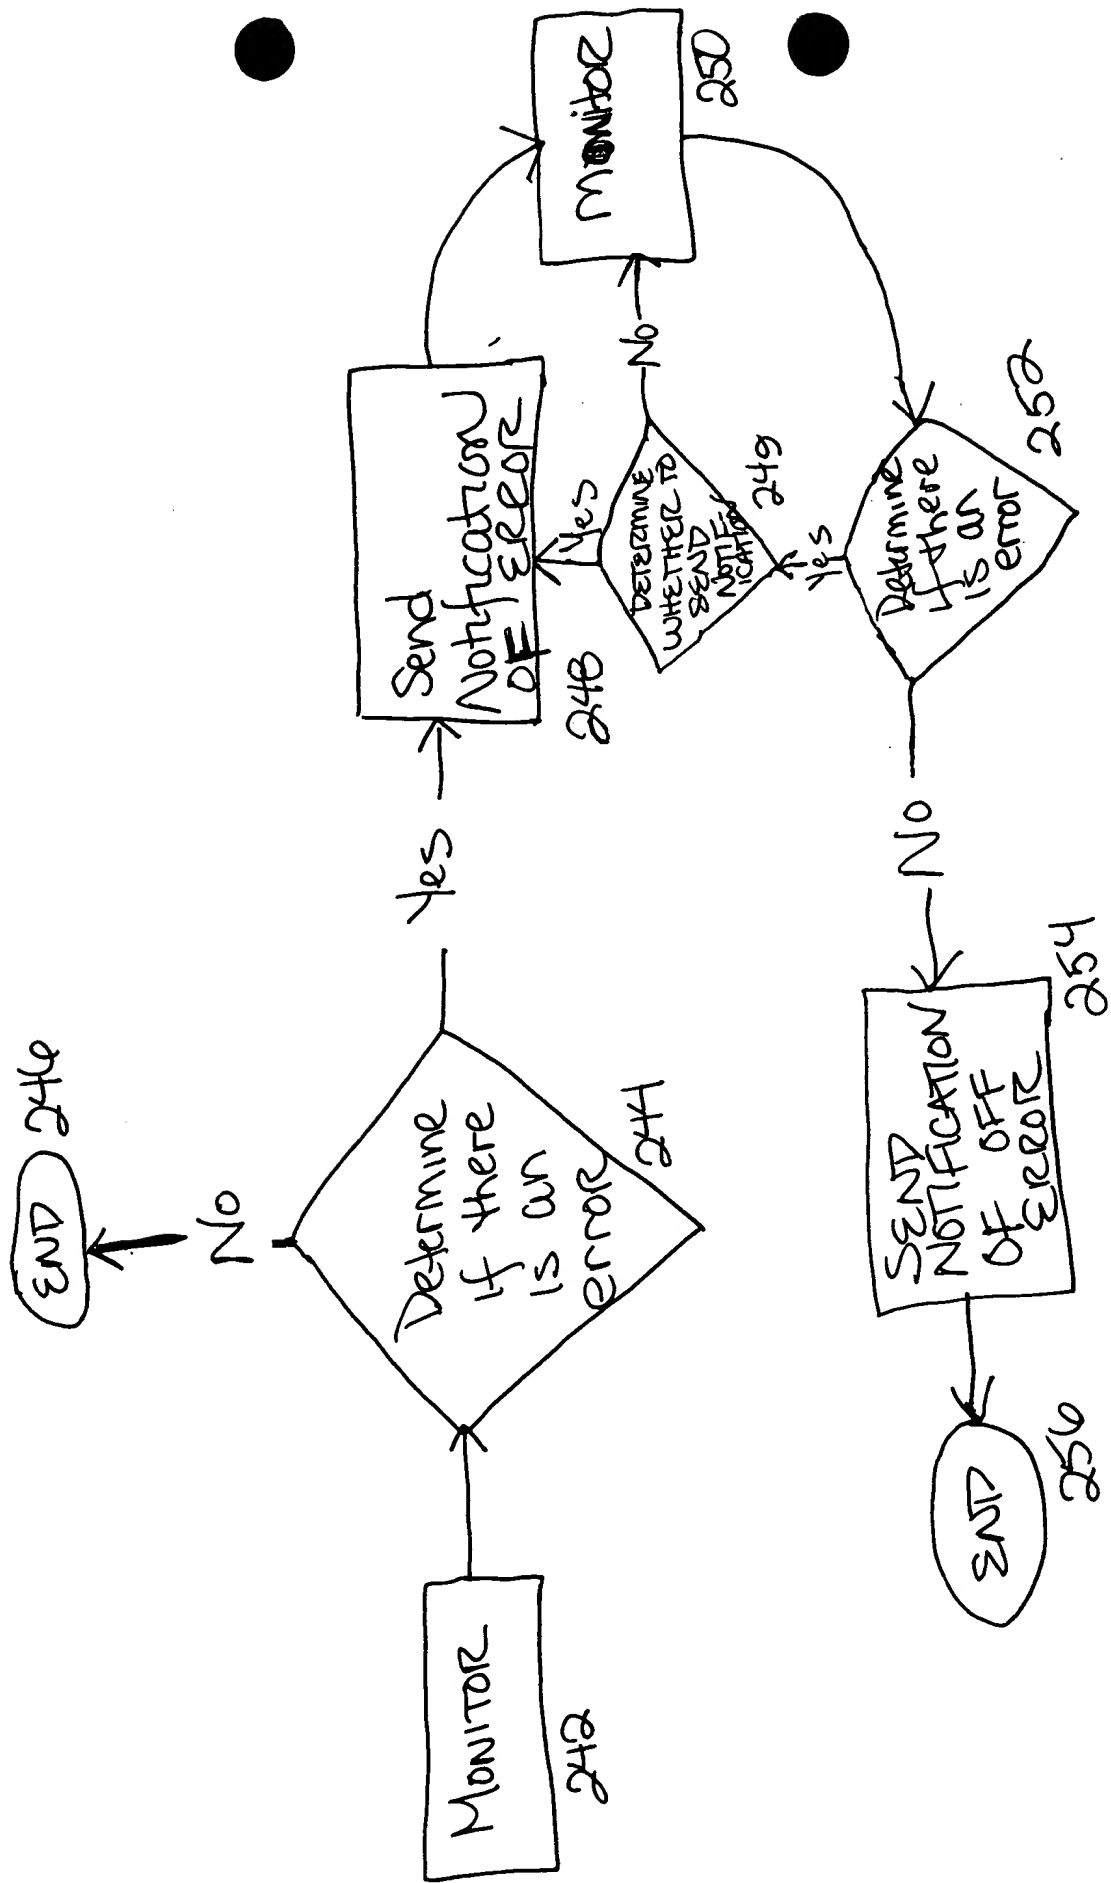 END
246
No
MONITOR
242
Determine
if there
is an
error
244
Yes
Send
Notification
OF ERROR
248
Yes
DETERMINE
WHETHER TO
SEND
NOTIF
ICATION
249
No
MONITOR
250
Yes
Determine
if there
is an
error
252
No
SEND
NOTIFICATION
OF OFF
ERROR
254
END
256